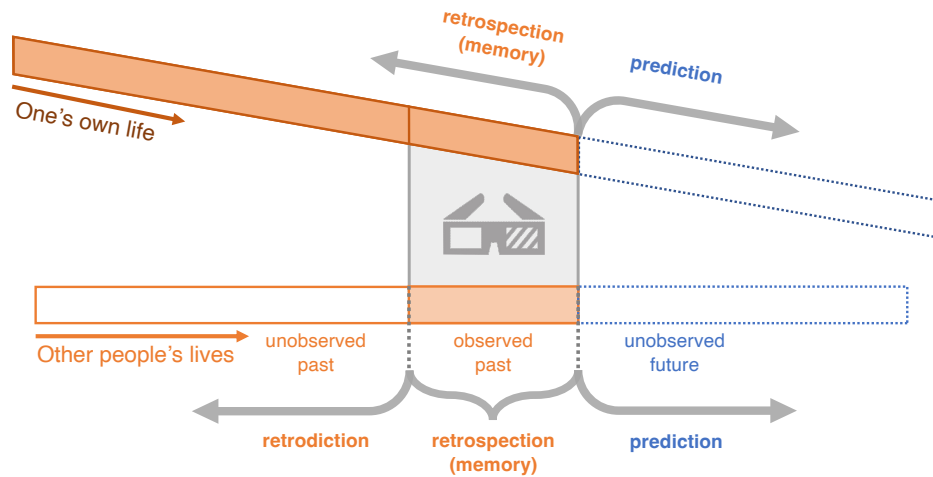 retrospection
(memory)
prediction
One's own life
Other people's lives
unobserved
past
observed
past
unobserved
future
retrodiction
retrospection
(memory)
prediction